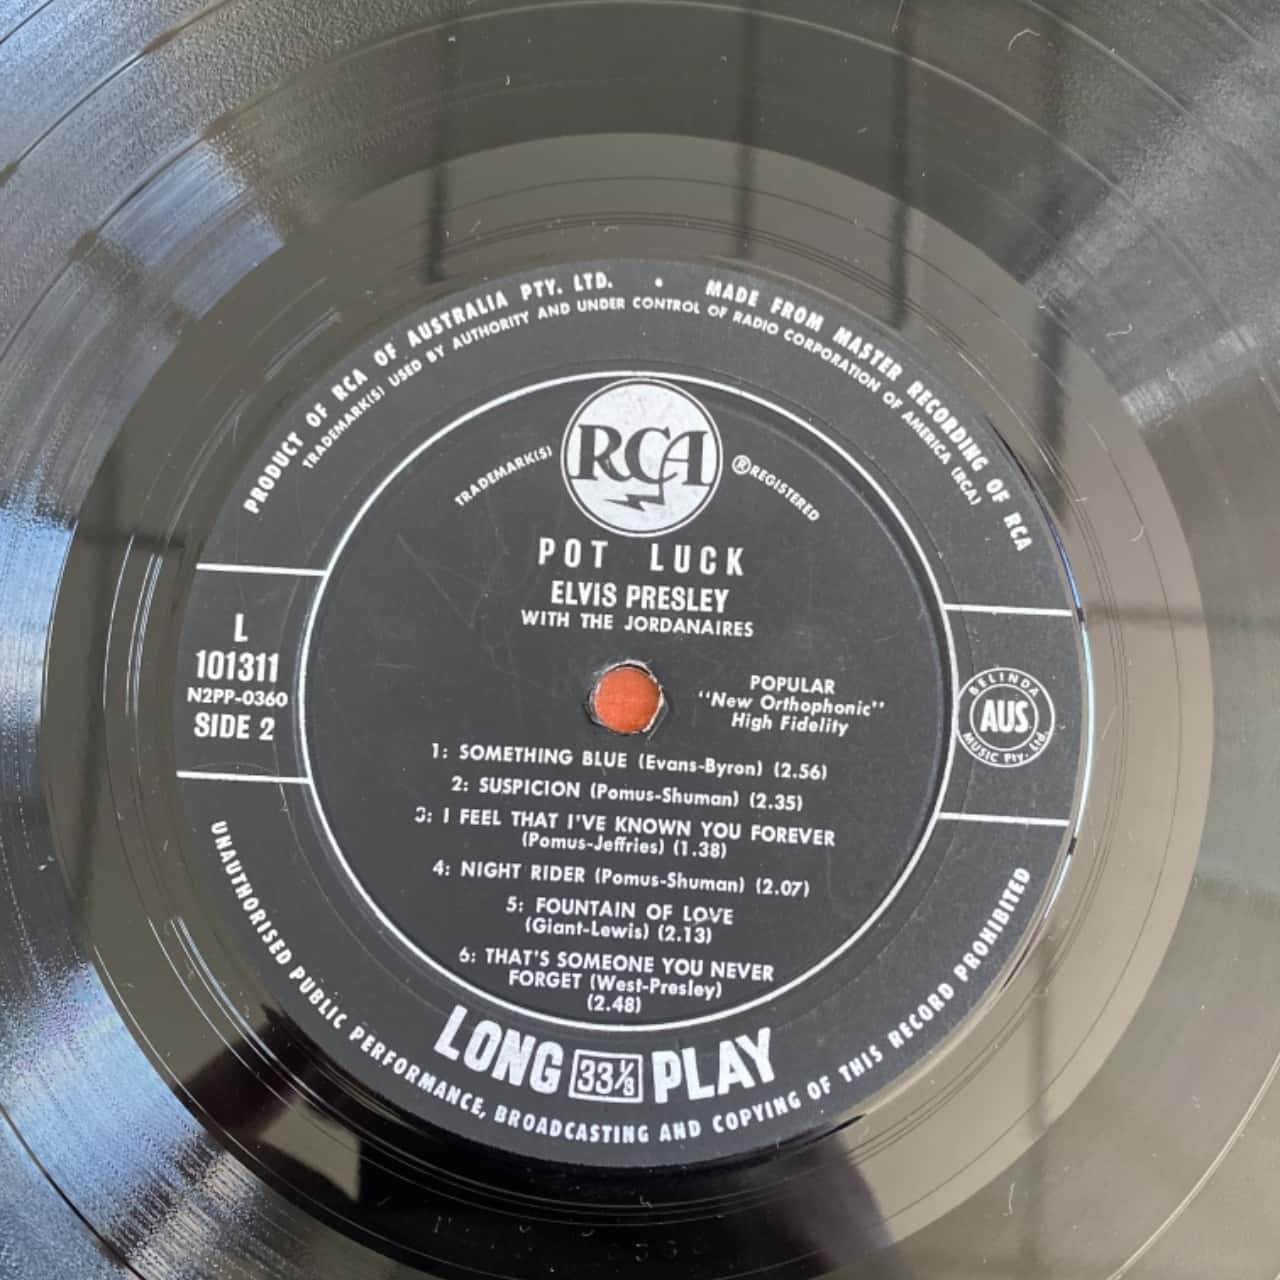 PRODUCT OF RCA OF AUSTRALIA PTY. LTD. • MADE FROM MASTER RECORDING OF RCA
TRADEMARK(S) USED BY AUTHORITY AND UNDER CONTROL OF RADIO CORPORATION OF AMERICA (RCA)
RCA
TRADEMARK(S) ® REGISTERED
POT LUCK
ELVIS PRESLEY
WITH THE JORDANAIRES
L
101311
N2PP-0360
SIDE 2
POPULAR
"New Orthophonic"
High Fidelity
BELINDA
AUS
MUSIC Pty. Ltd.
1: SOMETHING BLUE (Evans-Byron) (2.56)
2: SUSPICION (Pomus-Shuman) (2.35)
3: I FEEL THAT I'VE KNOWN YOU FOREVER
(Pomus-Jeffries) (1.38)
4: NIGHT RIDER (Pomus-Shuman) (2.07)
5: FOUNTAIN OF LOVE
(Giant-Lewis) (2.13)
6: THAT'S SOMEONE YOU NEVER
FORGET (West-Presley)
(2.48)
LONG 33⅓ PLAY
UNAUTHORISED PUBLIC PERFORMANCE, BROADCASTING AND COPYING OF THIS RECORD PROHIBITED